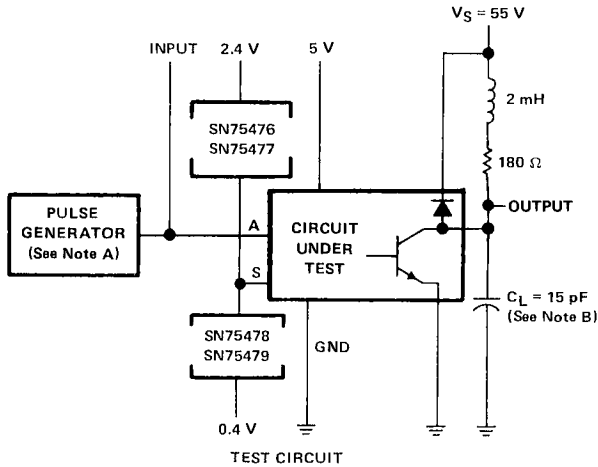 V_S = 55 V
INPUT
2.4 V
5 V
2 mH
SN75476
SN75477
180 Ω
OUTPUT
PULSE
GENERATOR
(See Note A)
A
CIRCUIT
UNDER
TEST
S
C_L = 15 pF
(See Note B)
SN75478
SN75479
GND
0.4 V
TEST CIRCUIT